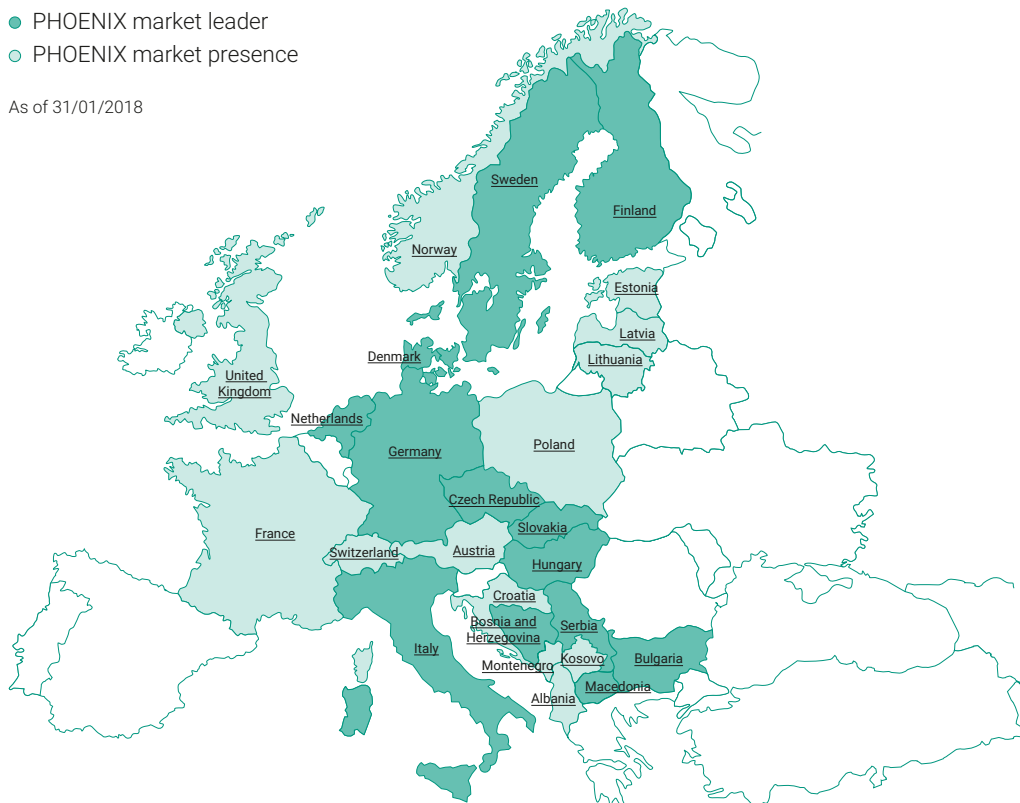 PHOENIX market leader
PHOENIX market presence
As of 31/01/2018
Sweden
Finland
Norway
Estonia
Latvia
Denmark
Lithuania
United
Kingdom
Netherlands
Germany
Poland
Czech Republic
France
Slovakia
Switzerland
Austria
Hungary
Croatia
Bosnia and
Herzegovina
Serbia
Italy
Montenegro
Kosovo
Bulgaria
Macedonia
Albania